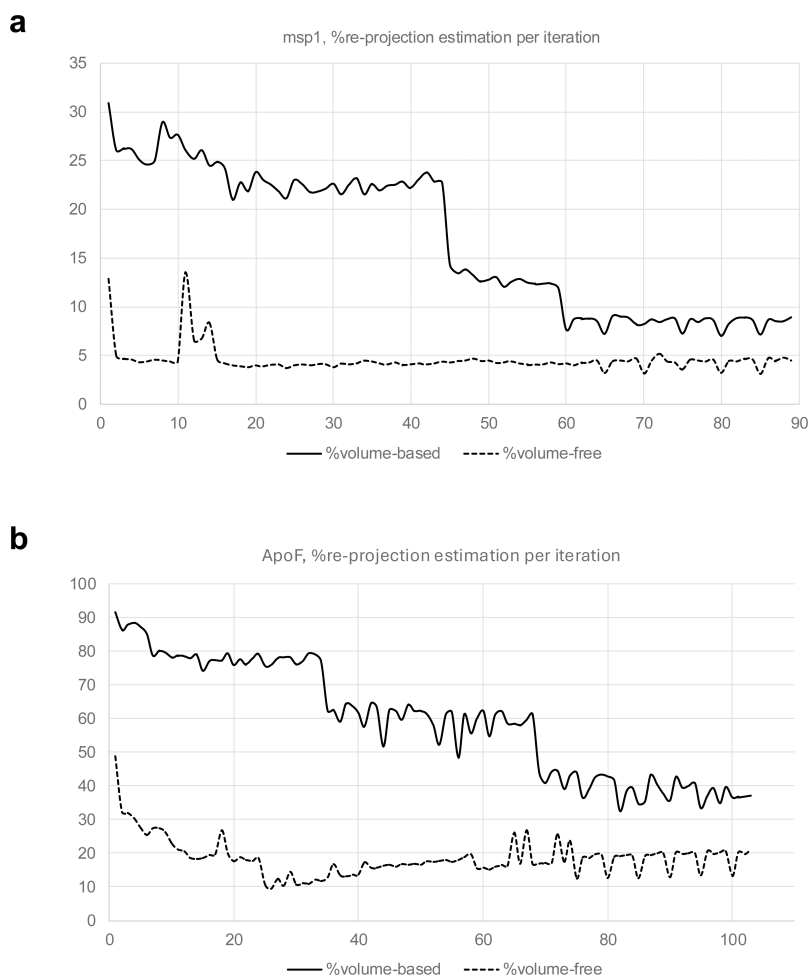 a
msp1, %re-projection estimation per iteration
35
30
25
20
15
10
5
0
0 10 20 30 40 50 60 70 80 90
%volume-based %volume-free
b
ApoF, %re-projection estimation per iteration
100
90
80
70
60
50
40
30
20
10
0
0 20 40 60 80 100
%volume-based %volume-free